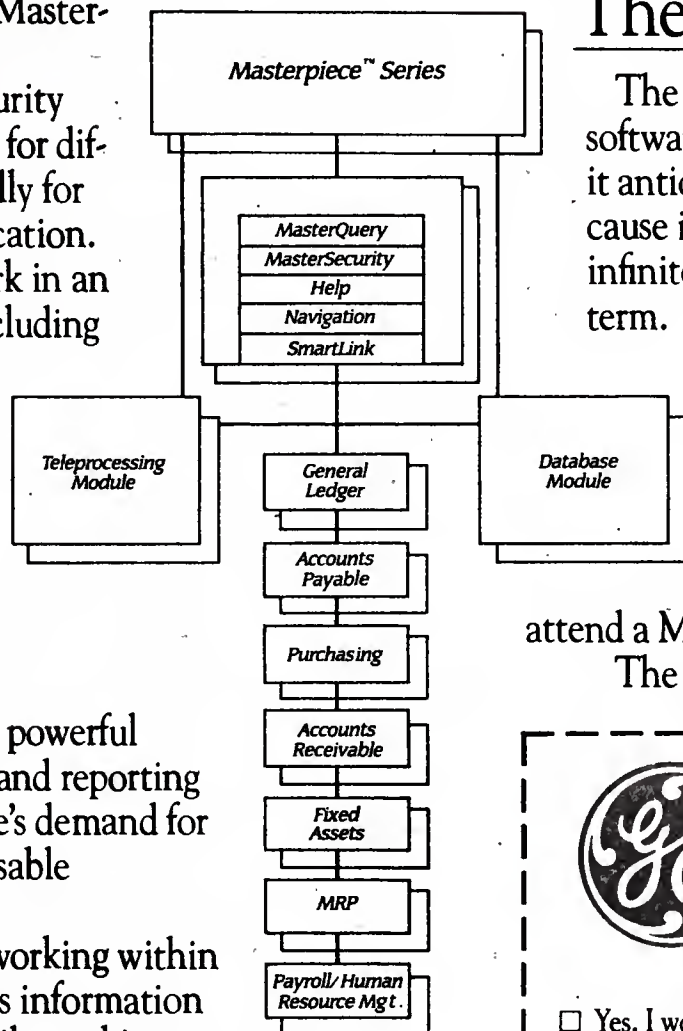 Master-
urity
for dif-
lly for
cation.
rk in an
cluding
Masterpiece™ Series
MasterQuery
MasterSecurity
Help
Navigation
SmartLink
Teleprocessing
Module
General
Ledger
Database
Module
Accounts
Payable
Purchasing
Accounts
Receivable
Fixed
Assets
MRP
Payroll/Human
Resource Mgt.
powerful
and reporting
e's demand for
sable
working within
s information
The
The
softwa
it antic
cause i
infinite
term.
attend a M
The
☐ Yes, I w